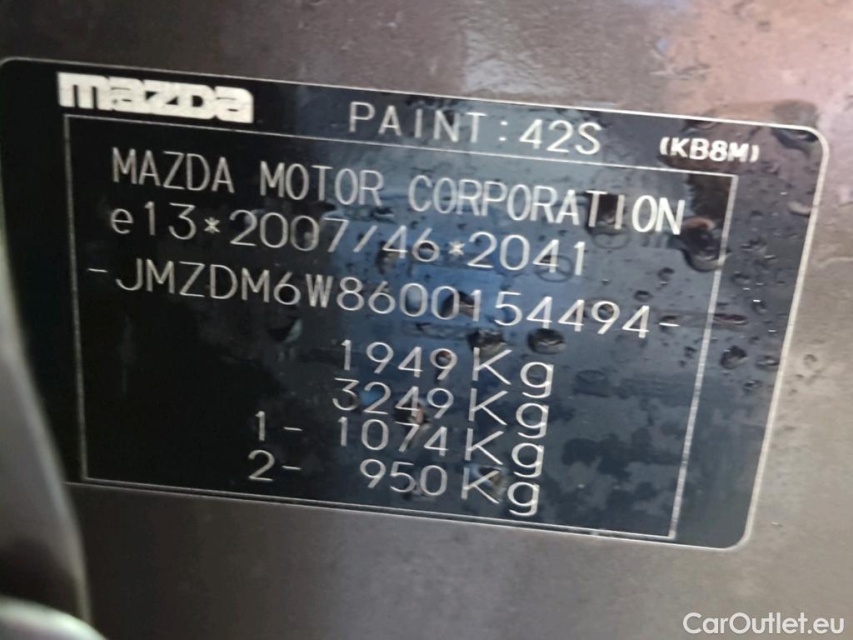 mazda PAINT:42S (KB8M)
MAZDA MOTOR CORPORATION
e13*2007/46*2041
-JMZDM6W8600154494-
1949Kg
3249Kg
1- 1074Kg
2- 950Kg
CarOutlet.eu